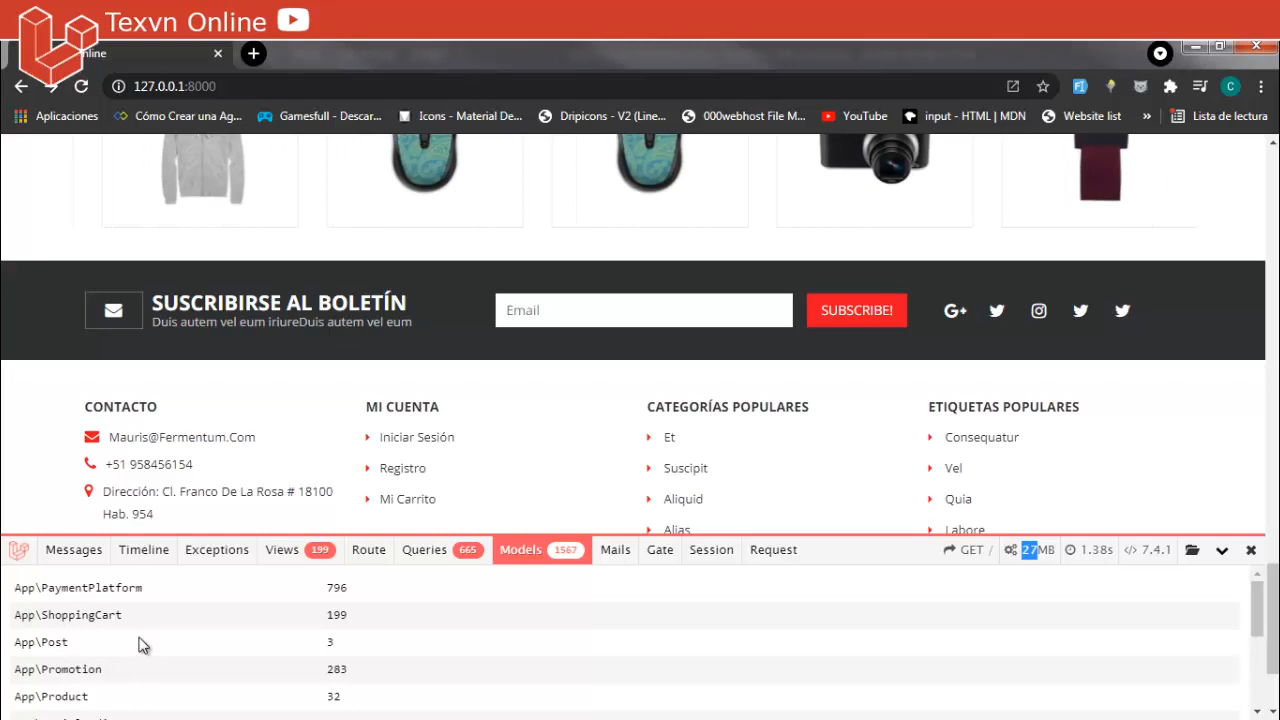 Texvn Online
nline
127.0.0.1:8000
Aplicaciones
Cómo Crear una Ag...
Gamesfull - Descar...
Icons - Material De...
Dripicons - V2 (Line...
000webhost File M...
YouTube
input - HTML | MDN
Website list
»
Lista de lectura
SUSCRIBIRSE AL BOLETÍN
Duis autem vel eum iriureDuis autem vel eum
Email
SUBSCRIBE!
CONTACTO
Mauris@Fermentum.Com
+51 958456154
Dirección: Cl. Franco De La Rosa # 18100
Hab. 954
MI CUENTA
Iniciar Sesión
Registro
Mi Carrito
CATEGORÍAS POPULARES
Et
Suscipit
Aliquid
Alias
ETIQUETAS POPULARES
Consequatur
Vel
Quia
Labore
Messages Timeline Exceptions Views 199 Route Queries 665 Models 1567 Mails Gate Session Request GET / 27MB 1.38s 7.4.1
App\PaymentPlatform 796
App\ShoppingCart 199
App\Post 3
App\Promotion 283
App\Product 32